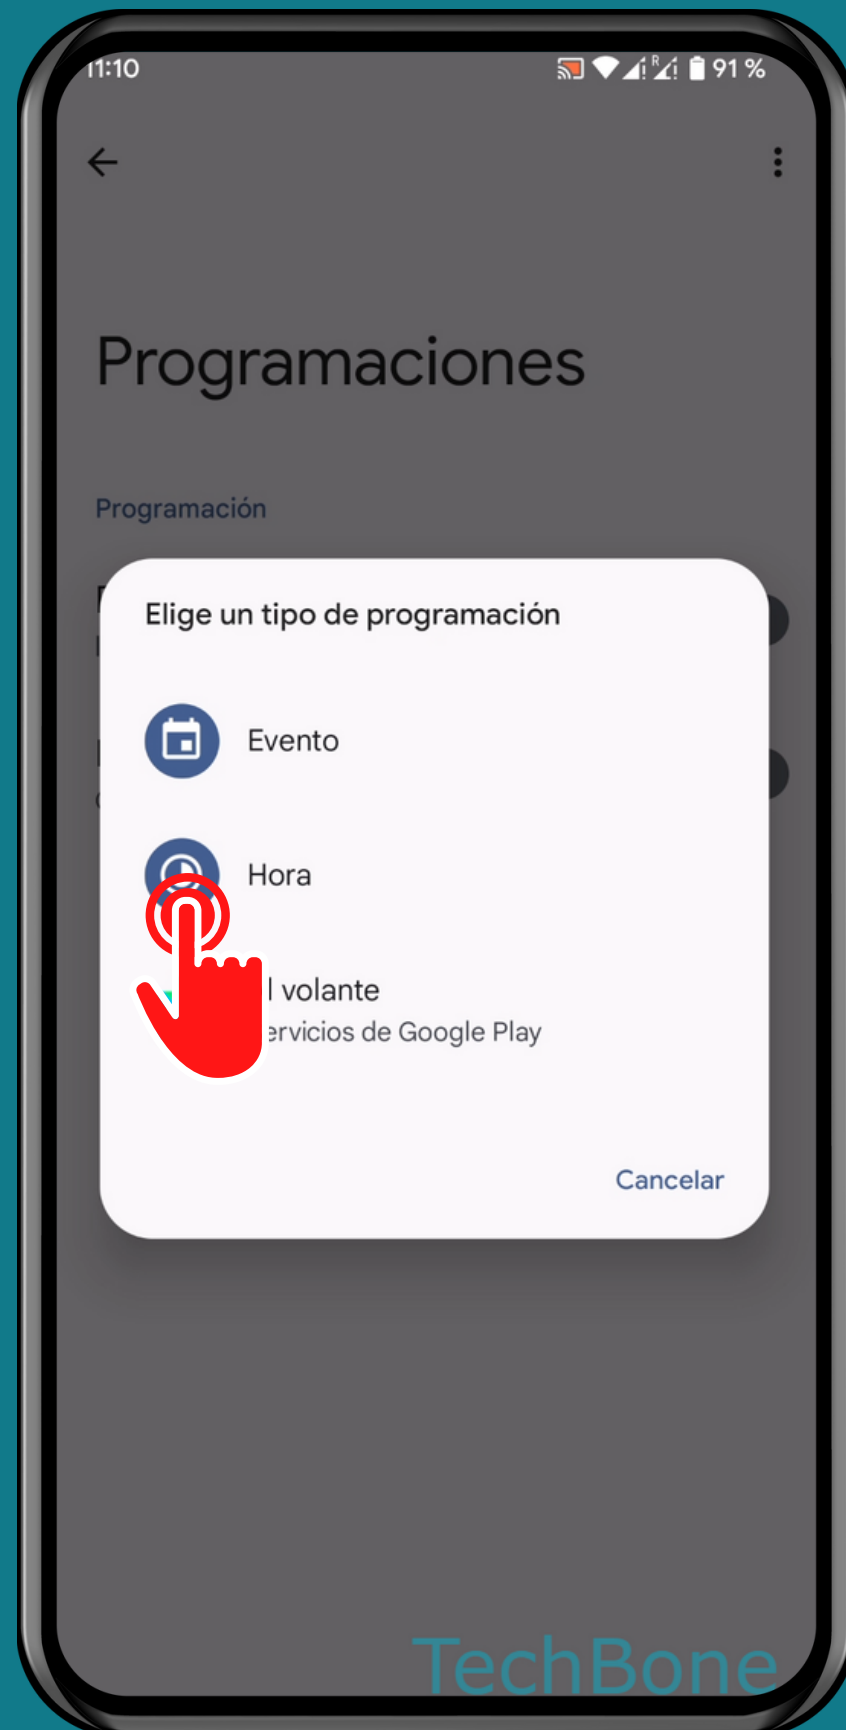 11:10
R
91 %
Programaciones
Programación
Elige un tipo de programación
Evento
Hora
l volante
ervicios de Google Play
Cancelar
TechBone